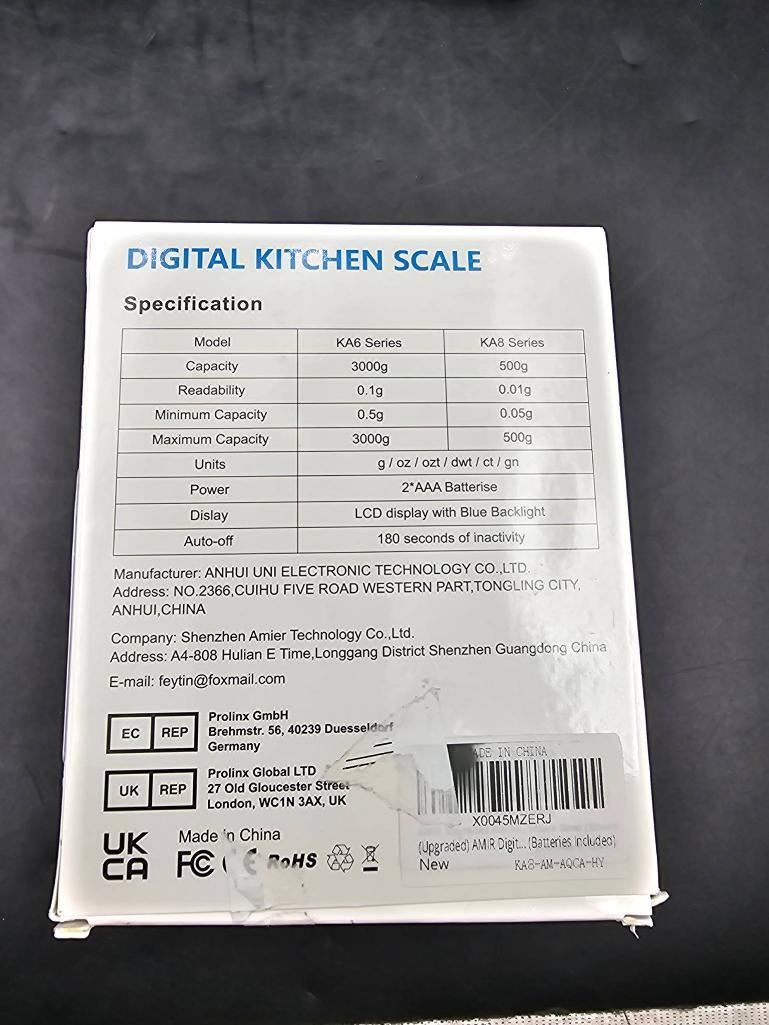 DIGITAL KITCHEN SCALE
Specification
Model KA6 Series KA8 Series
Capacity 3000g 500g
Readability 0.1g 0.01g
Minimum Capacity 0.5g 0.05g
Maximum Capacity 3000g 500g
Units g / oz / ozt / dwt / ct / gn
Power 2*AAA Batterise
Dislay LCD display with Blue Backlight
Auto-off 180 seconds of inactivity
Manufacturer: ANHUI UNI ELECTRONIC TECHNOLOGY CO.,LTD.
Address: NO.2366,CUIHU FIVE ROAD WESTERN PART,TONGLING CITY,
ANHUI,CHINA
Company: Shenzhen Amier Technology Co.,Ltd.
Address: A4-808 Hulian E Time,Longgang District Shenzhen Guangdong China
E-mail: feytin@foxmail.com
EC REP
Prolinx GmbH
Brehmstr. 56, 40239 Duesseldorf
Germany
UK REP
Prolinx Global LTD
27 Old Gloucester Street
London, WC1N 3AX, UK
UK
CA
Made in China
FC CE RoHS
ADE IN CHINA
X0045MZERJ
(Upgraded) AMIR Digit... (Batteries Included)
New KA8-AM-AQCA-HY